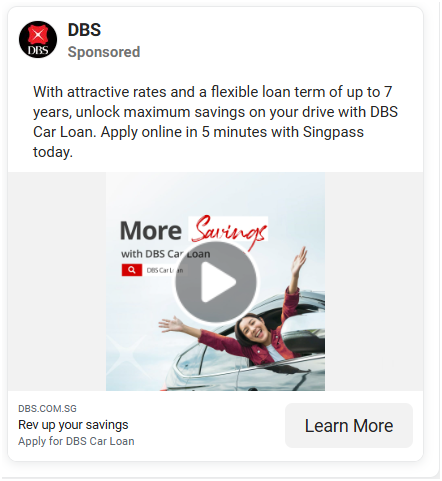 DBS
DBS
Sponsored
With attractive rates and a flexible loan term of up to 7
years, unlock maximum savings on your drive with DBS
Car Loan. Apply online in 5 minutes with Singpass
today.
More Savings
with DBS Car Loan
DBS Car Loan
DBS.COM.SG
Rev up your savings
Apply for DBS Car Loan
Learn More